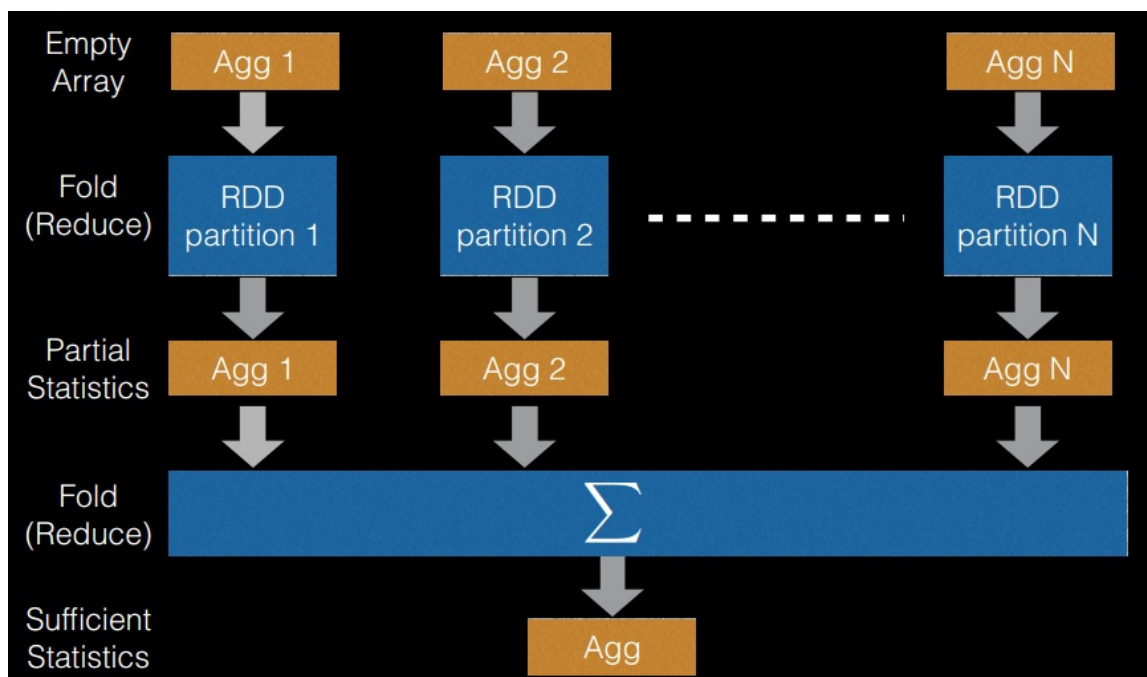 Empty
Array
Agg 1
Agg 2
Agg N
Fold
(Reduce)
RDD
partition 1
RDD
partition 2
RDD
partition N
Partial
Statistics
Agg 1
Agg 2
Agg N
Fold
(Reduce)
∑
Sufficient
Statistics
Agg